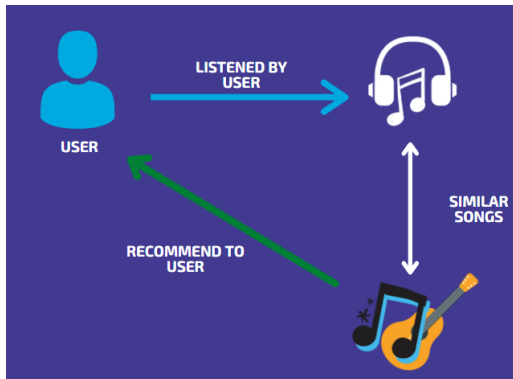 LISTENED BY
USER
USER
SIMILAR
SONGS
RECOMMEND TO
USER